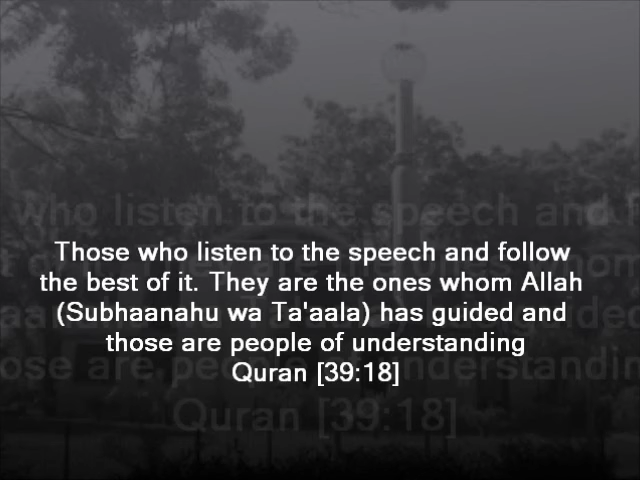 Those who listen to the speech and follow
the best of it. They are the ones whom Allah
(Subhaanahu wa Ta'aala) has guided and
those are people of understanding
Quran [39:18]